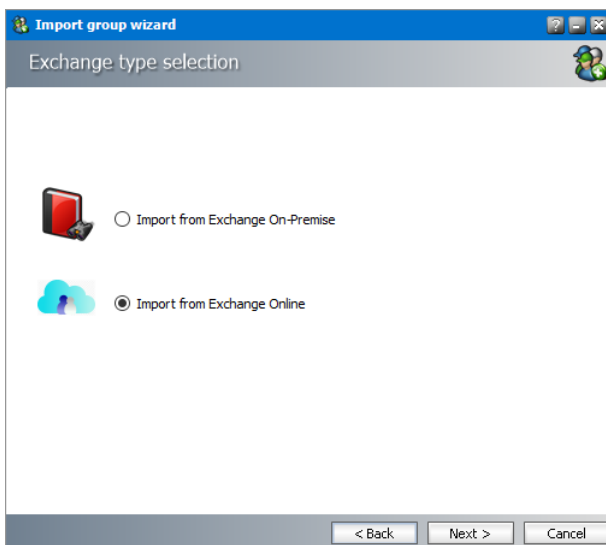 Import group wizard
Exchange type selection
Import from Exchange On-Premise
Import from Exchange Online
< Back Next > Cancel